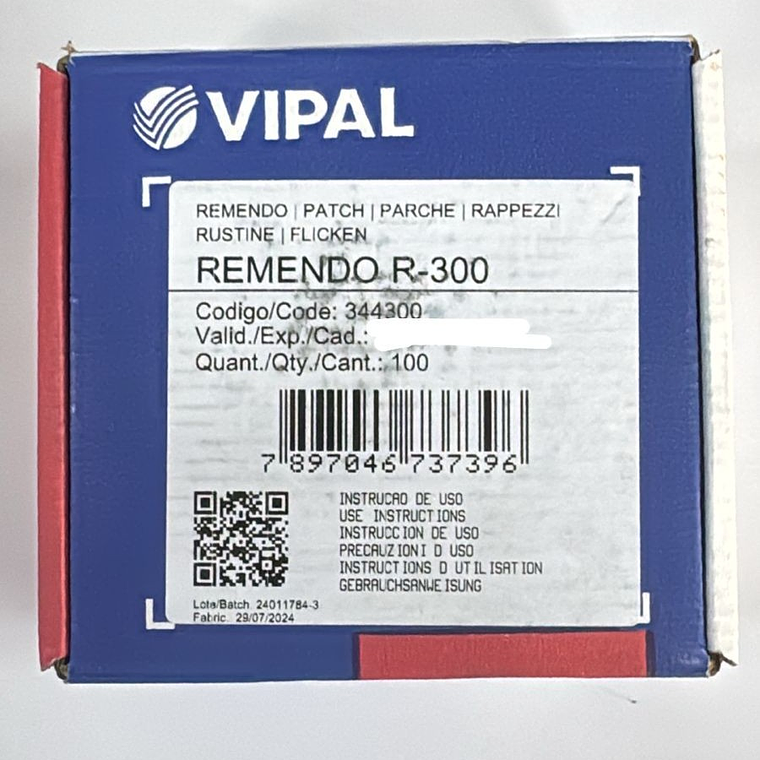 VIPAL
REMENDO | PATCH | PARCHE | RAPPEZZI
RUSTINE | FLICKEN
REMENDO R-300
Codigo/Code: 344300
Valid./Exp./Cad.:
Quant./Qty./Cant.: 100
7 897046 737396
INSTRUCAO DE USO
USE INSTRUCTIONS
INSTRUCCION DE USO
PRECAUZIONI D USO
INSTRUCTIONS D UTILISATION
GEBRAUCHSANWEISUNG
Lote/Batch: 24011784-3
Fabric.: 29/07/2024